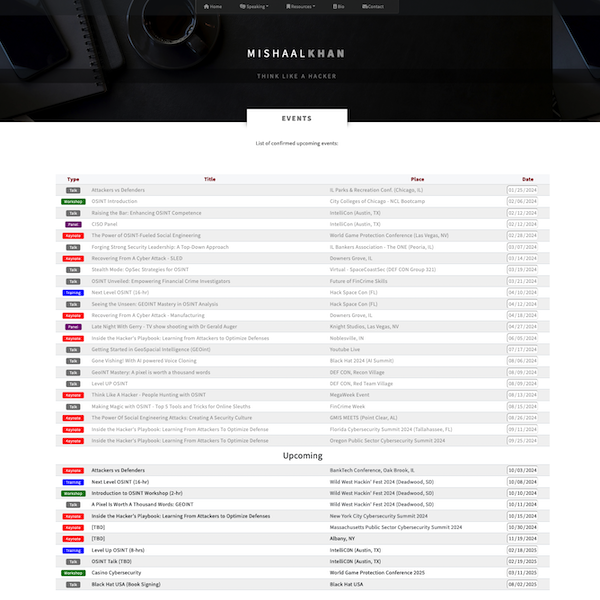 Home Speaking Resources Bio Contact
MISHAALKHAN
THINK LIKE A HACKER
EVENTS
List of confirmed upcoming events:
Type Title Place Date
Talk Attackers vs Defenders IL Parks & Recreation Conf. (Chicago, IL) 01/25/2024
Workshop OSINT Introduction City Colleges of Chicago - NCL Bootcamp 02/06/2024
Talk Raising the Bar: Enhancing OSINT Competence IntelliCon (Austin, TX) 02/12/2024
Panel CISO Panel IntelliCon (Austin, TX) 02/12/2024
Keynote The Power of OSINT-Fueled Social Engineering World Game Protection Conference (Las Vegas, NV) 02/28/2024
Talk Forging Strong Security Leadership: A Top-Down Approach IL Bankers Association - The ONE (Peoria, IL) 03/07/2024
Keynote Recovering From A Cyber Attack - SLED Downers Grove, IL 03/14/2024
Talk Stealth Mode: OpSec Strategies for OSINT Virtual - SpaceCoastSec (DEF CON Group 321) 03/19/2024
Talk OSINT Unveiled: Empowering Financial Crime Investigators Future of FinCrime Skills 03/21/2024
Training Next Level OSINT (16-hr) Hack Space Con (FL) 04/10/2024
Talk Seeing the Unseen: GEOINT Mastery in OSINT Analysis Hack Space Con (FL) 04/12/2024
Keynote Recovering From A Cyber Attack - Manufacturing Downers Grove, IL 04/18/2024
Panel Late Night With Gerry - TV show shooting with Dr Gerald Auger Knight Studios, Las Vegas, NV 04/27/2024
Keynote Inside the Hacker's Playbook: Learning from Attackers to Optimize Defenses Noblesville, IN 06/05/2024
Talk Getting Started in GeoSpatial Intelligence (GEOint) Youtube Live 07/17/2024
Talk Gone Vishing! With AI powered Voice Cloning Black Hat 2024 (AI Summit) 08/06/2024
Talk GeoINT Mastery: A pixel is worth a thousand words DEF CON, Recon Village 08/09/2024
Talk Level UP OSINT DEF CON, Red Team Village 08/09/2024
Keynote Think Like A Hacker - People Hunting with OSINT MegaWeek Event 08/13/2024
Talk Making Magic with OSINT - Top 5 Tools and Tricks for Online Sleuths FinCrime Week 08/15/2024
Keynote The Power Of Social Engineering Attacks: Creating A Security Culture GMIS MEETS (Point Clear, AL) 08/26/2024
Keynote Inside the Hacker's Playbook: Learning From Attackers To Optimize Defense Florida Cybersecurity Summit 2024 (Tallahassee, FL) 09/11/2024
Keynote Inside the Hacker's Playbook: Learning From Attackers To Optimize Defense Oregon Public Sector Cybersecurity Summit 2024 09/25/2024
Upcoming
Keynote Attackers vs Defenders BankTech Conference, Oak Brook, IL 10/03/2024
Training Next Level OSINT (16-hr) Wild West Hackin' Fest 2024 (Deadwood, SD) 10/08/2024
Workshop Introduction to OSINT Workshop (2-hr) Wild West Hackin' Fest 2024 (Deadwood, SD) 10/10/2024
Talk A Pixel Is Worth A Thousand Words: GEOINT Wild West Hackin' Fest 2024 (Deadwood, SD) 10/11/2024
Keynote Inside the Hacker's Playbook: Learning From Attackers to Optimize Defenses New York City Cybersecurity Summit 2024 10/15/2024
Keynote [TBD] Massachusetts Public Sector Cybersecurity Summit 2024 10/30/2024
Keynote [TBD] Albany, NY 11/19/2024
Training Level Up OSINT (8-hrs) IntelliC0N (Austin, TX) 02/18/2025
Talk OSINT Talk (TBD) IntelliC0N (Austin, TX) 02/19/2025
Workshop Casino Cybersecurity World Game Protection Conference 2025 03/11/2025
Talk Black Hat USA (Book Signing) Black Hat USA 08/02/2025